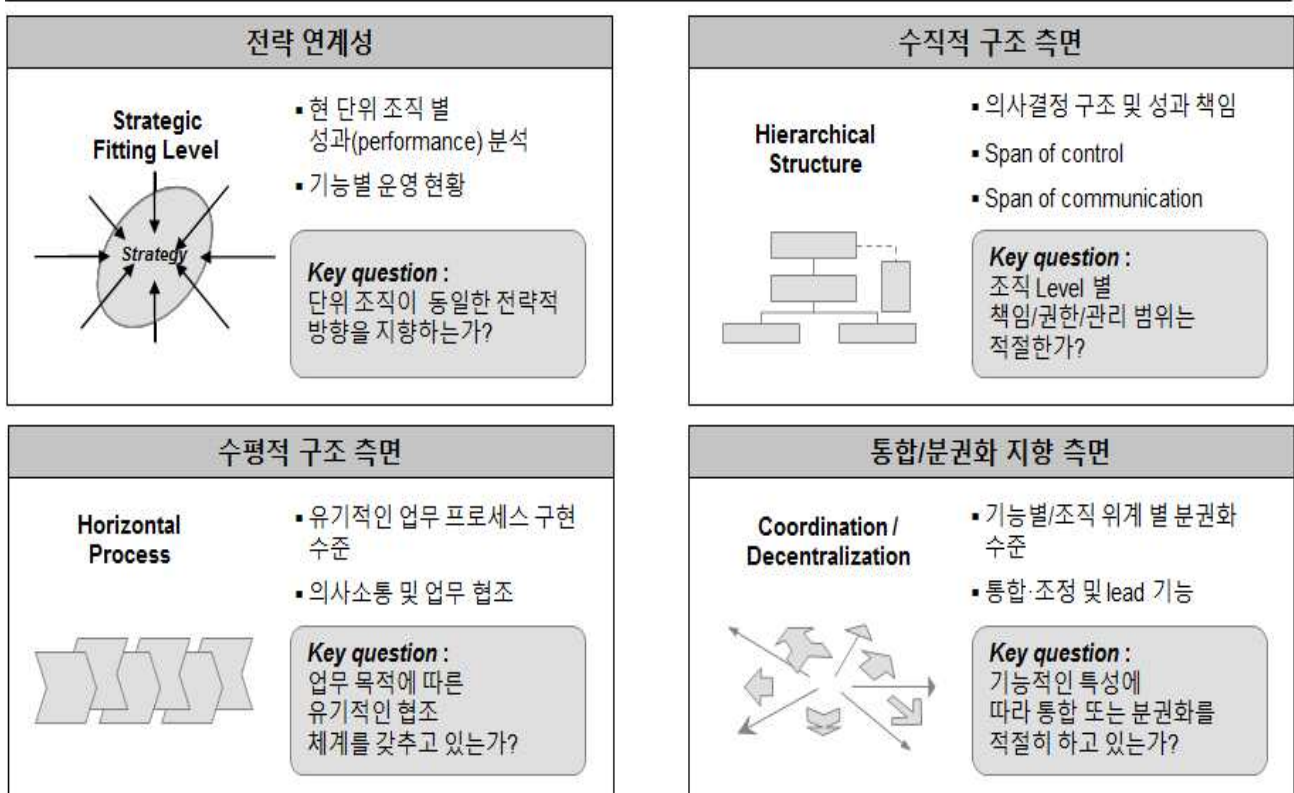 전략 연계성
Strategic
Fitting Level
Strategy
▪ 현 단위 조직 별
성과(performance) 분석
▪ 기능별 운영 현황
Key question :
단위 조직이 동일한 전략적
방향을 지향하는가?
수직적 구조 측면
Hierarchical
Structure
▪ 의사결정 구조 및 성과 책임
▪ Span of control
▪ Span of communication
Key question :
조직 Level 별
책임/권한/관리 범위는
적절한가?
수평적 구조 측면
Horizontal
Process
▪ 유기적인 업무 프로세스 구현
수준
▪ 의사소통 및 업무 협조
Key question :
업무 목적에 따른
유기적인 협조
체계를 갖추고 있는가?
통합/분권화 지향 측면
Coordination /
Decentralization
▪ 기능별/조직 위계 별 분권화
수준
▪ 통합·조정 및 lead 기능
Key question :
기능적인 특성에
따라 통합 또는 분권화를
적절히 하고 있는가?